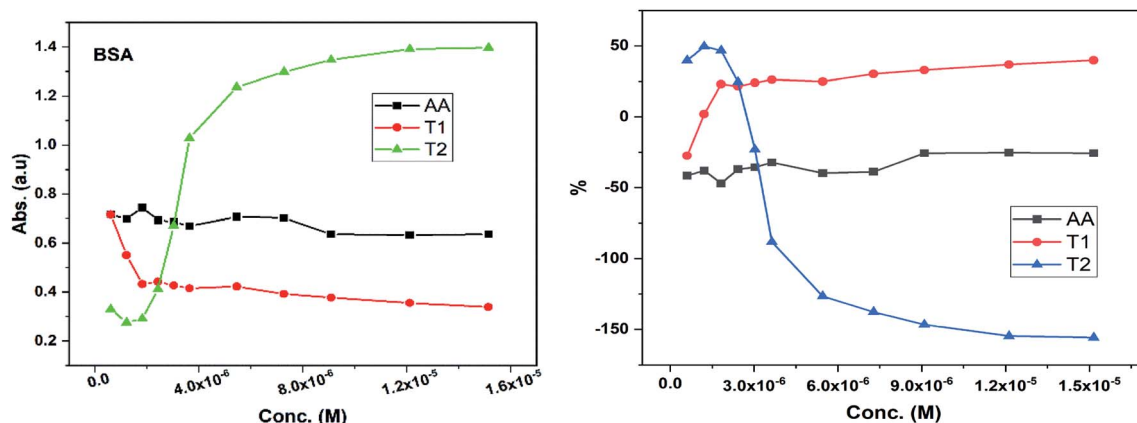 BSA
AA
T1
T2
1.4
1.2
1.0
0.8
0.6
0.4
0.2
Abs. (a.u)
0.0
4.0x10⁻⁶
8.0x10⁻⁶
1.2x10⁻⁵
1.6x10⁻⁵
Conc. (M)
50
0
-50
-100
-150
%
AA
T1
T2
0.0
3.0x10⁻⁶
6.0x10⁻⁶
9.0x10⁻⁶
1.2x10⁻⁵
1.5x10⁻⁵
Conc. (M)